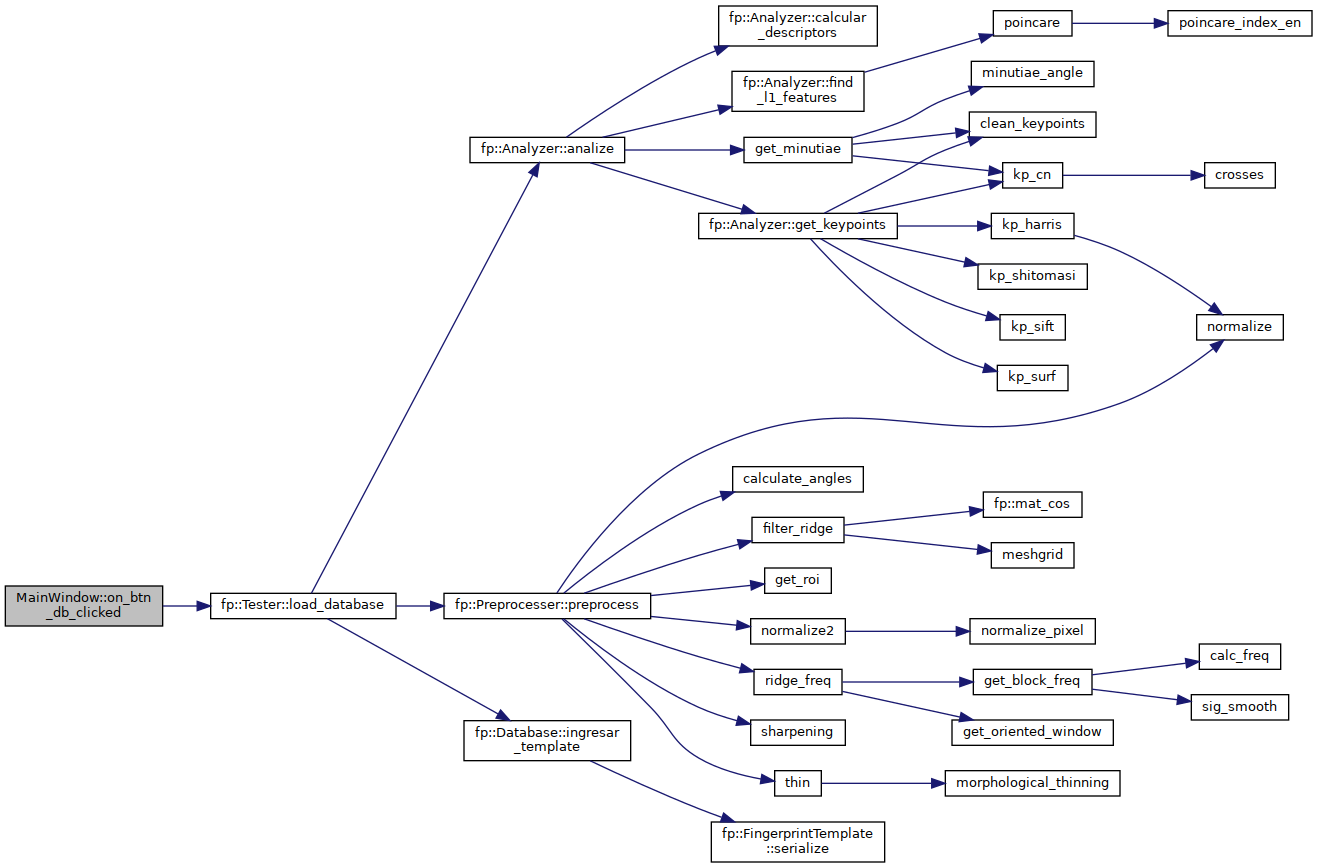 fp::Analyzer::calcular
_descriptors
poincare
poincare_index_en
fp::Analyzer::find
_l1_features
minutiae_angle
clean_keypoints
fp::Analyzer::analize
get_minutiae
kp_cn
crosses
fp::Analyzer::get_keypoints
kp_harris
kp_shitomasi
kp_sift
normalize
kp_surf
calculate_angles
fp::mat_cos
filter_ridge
meshgrid
get_roi
MainWindow::on_btn
_db_clicked
fp::Tester::load_database
fp::Preprocesser::preprocess
normalize2
normalize_pixel
calc_freq
ridge_freq
get_block_freq
sig_smooth
fp::Database::ingresar
_template
sharpening
get_oriented_window
thin
morphological_thinning
fp::FingerprintTemplate
::serialize